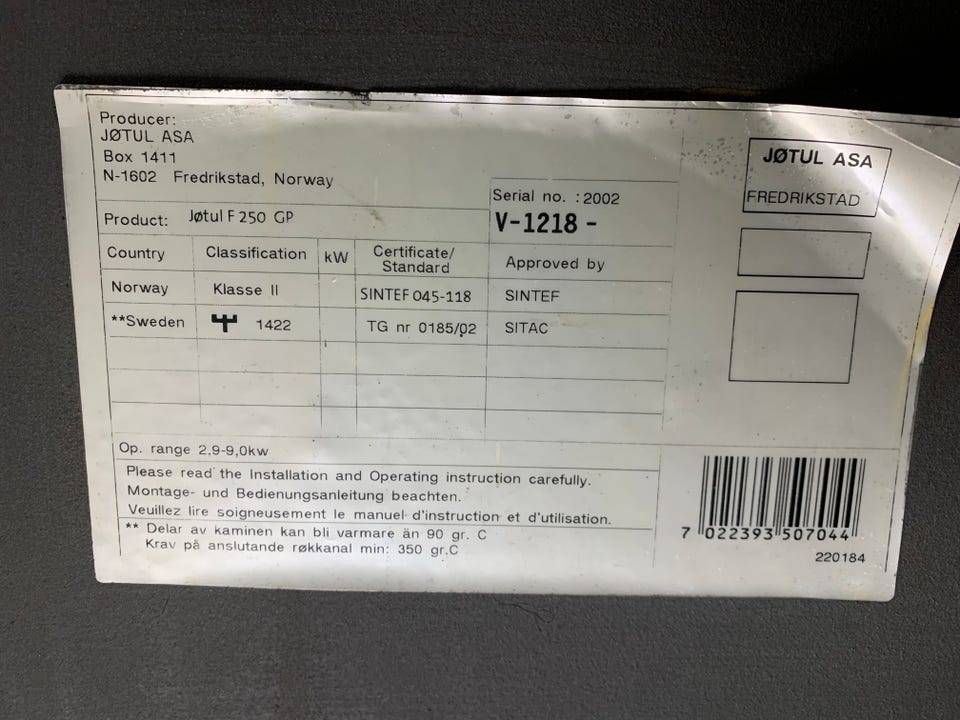 Producer:
JØTUL ASA
Box 1411
N-1602 Fredrikstad, Norway
JØTUL ASA
FREDRIKSTAD
Product: Jøtul F 250 GP
Serial no. : 2002
V-1218 -
Country Classification kW Certificate/ Standard Approved by
Norway Klasse II SINTEF 045-118 SINTEF
**Sweden 1422 TG nr 0185/02 SITAC
Op. range 2.9-9,0kw
Please read the Installation and Operating instruction carefully.
Montage- und Bedienungsanleitung beachten.
Veuillez lire soigneusement le manuel d'instruction et d'utilisation.
** Delar av kaminen kan bli varmare än 90 gr. C
Krav på anslutande røkkanal min: 350 gr.C
7 022393 507044
220184